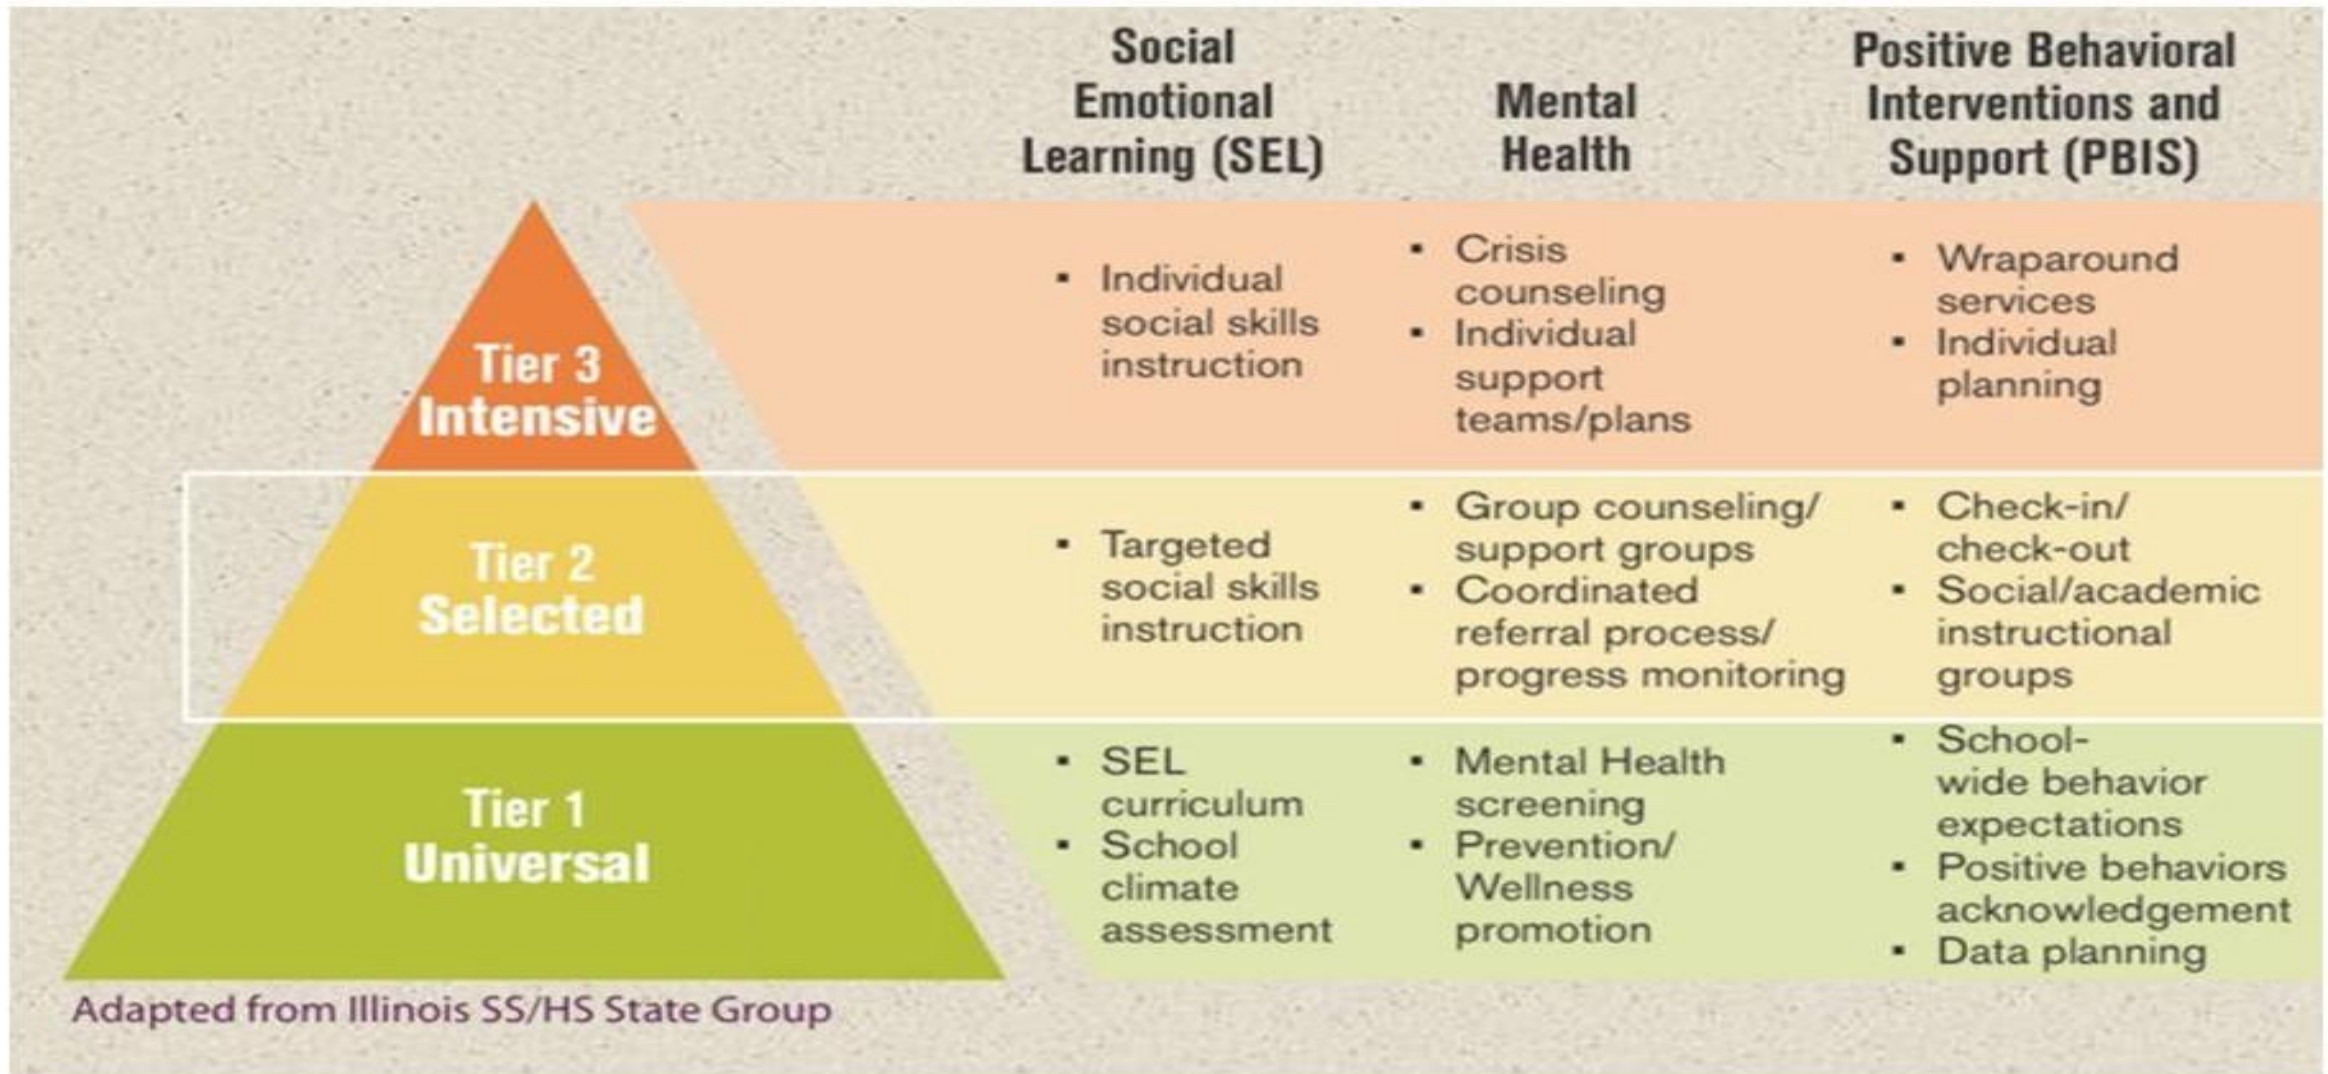 Social
Emotional
Learning (SEL)
Mental
Health
Positive Behavioral
Interventions and
Support (PBIS)
Tier 3
Intensive
▪ Individual
social skills
instruction
▪ Crisis
counseling
▪ Individual
support
teams/plans
▪ Wraparound
services
▪ Individual
planning
Tier 2
Selected
▪ Targeted
social skills
instruction
▪ Group counseling/
support groups
▪ Coordinated
referral process/
progress monitoring
▪ Check-in/
check-out
▪ Social/academic
instructional
groups
Tier 1
Universal
▪ SEL
curriculum
▪ School
climate
assessment
▪ Mental Health
screening
▪ Prevention/
Wellness
promotion
▪ School-
wide behavior
expectations
▪ Positive behaviors
acknowledgement
▪ Data planning
Adapted from Illinois SS/HS State Group